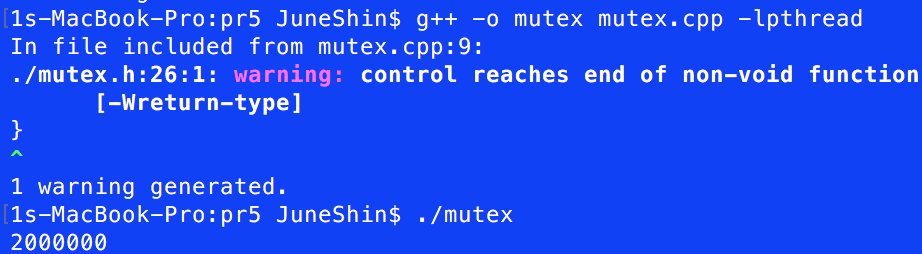 [1s-MacBook-Pro:pr5 JuneShin$ g++ -o mutex mutex.cpp -lpthread
In file included from mutex.cpp:9:
./mutex.h:26:1: warning: control reaches end of non-void function
[-Wreturn-type]
}
^
1 warning generated.
[1s-MacBook-Pro:pr5 JuneShin$ ./mutex
2000000